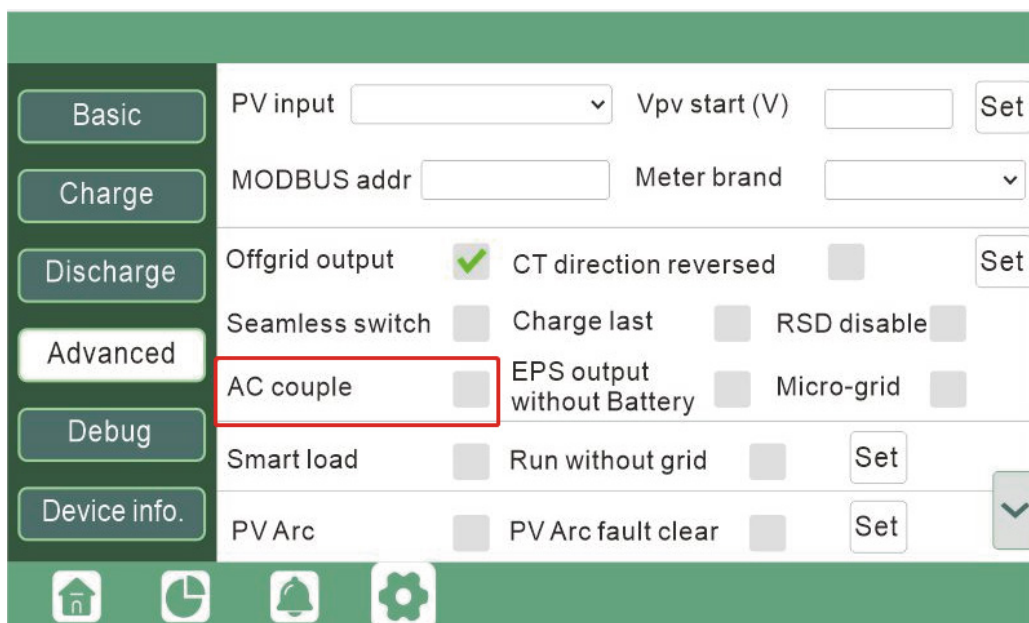 Basic
Charge
Discharge
Advanced
Debug
Device info.
PV input
Vpv start (V)
Set
MODBUS addr
Meter brand
Offgrid output
CT direction reversed
Set
Seamless switch
Charge last
RSD disable
AC couple
EPS output
without Battery
Micro-grid
Smart load
Run without grid
Set
PV Arc
PV Arc fault clear
Set